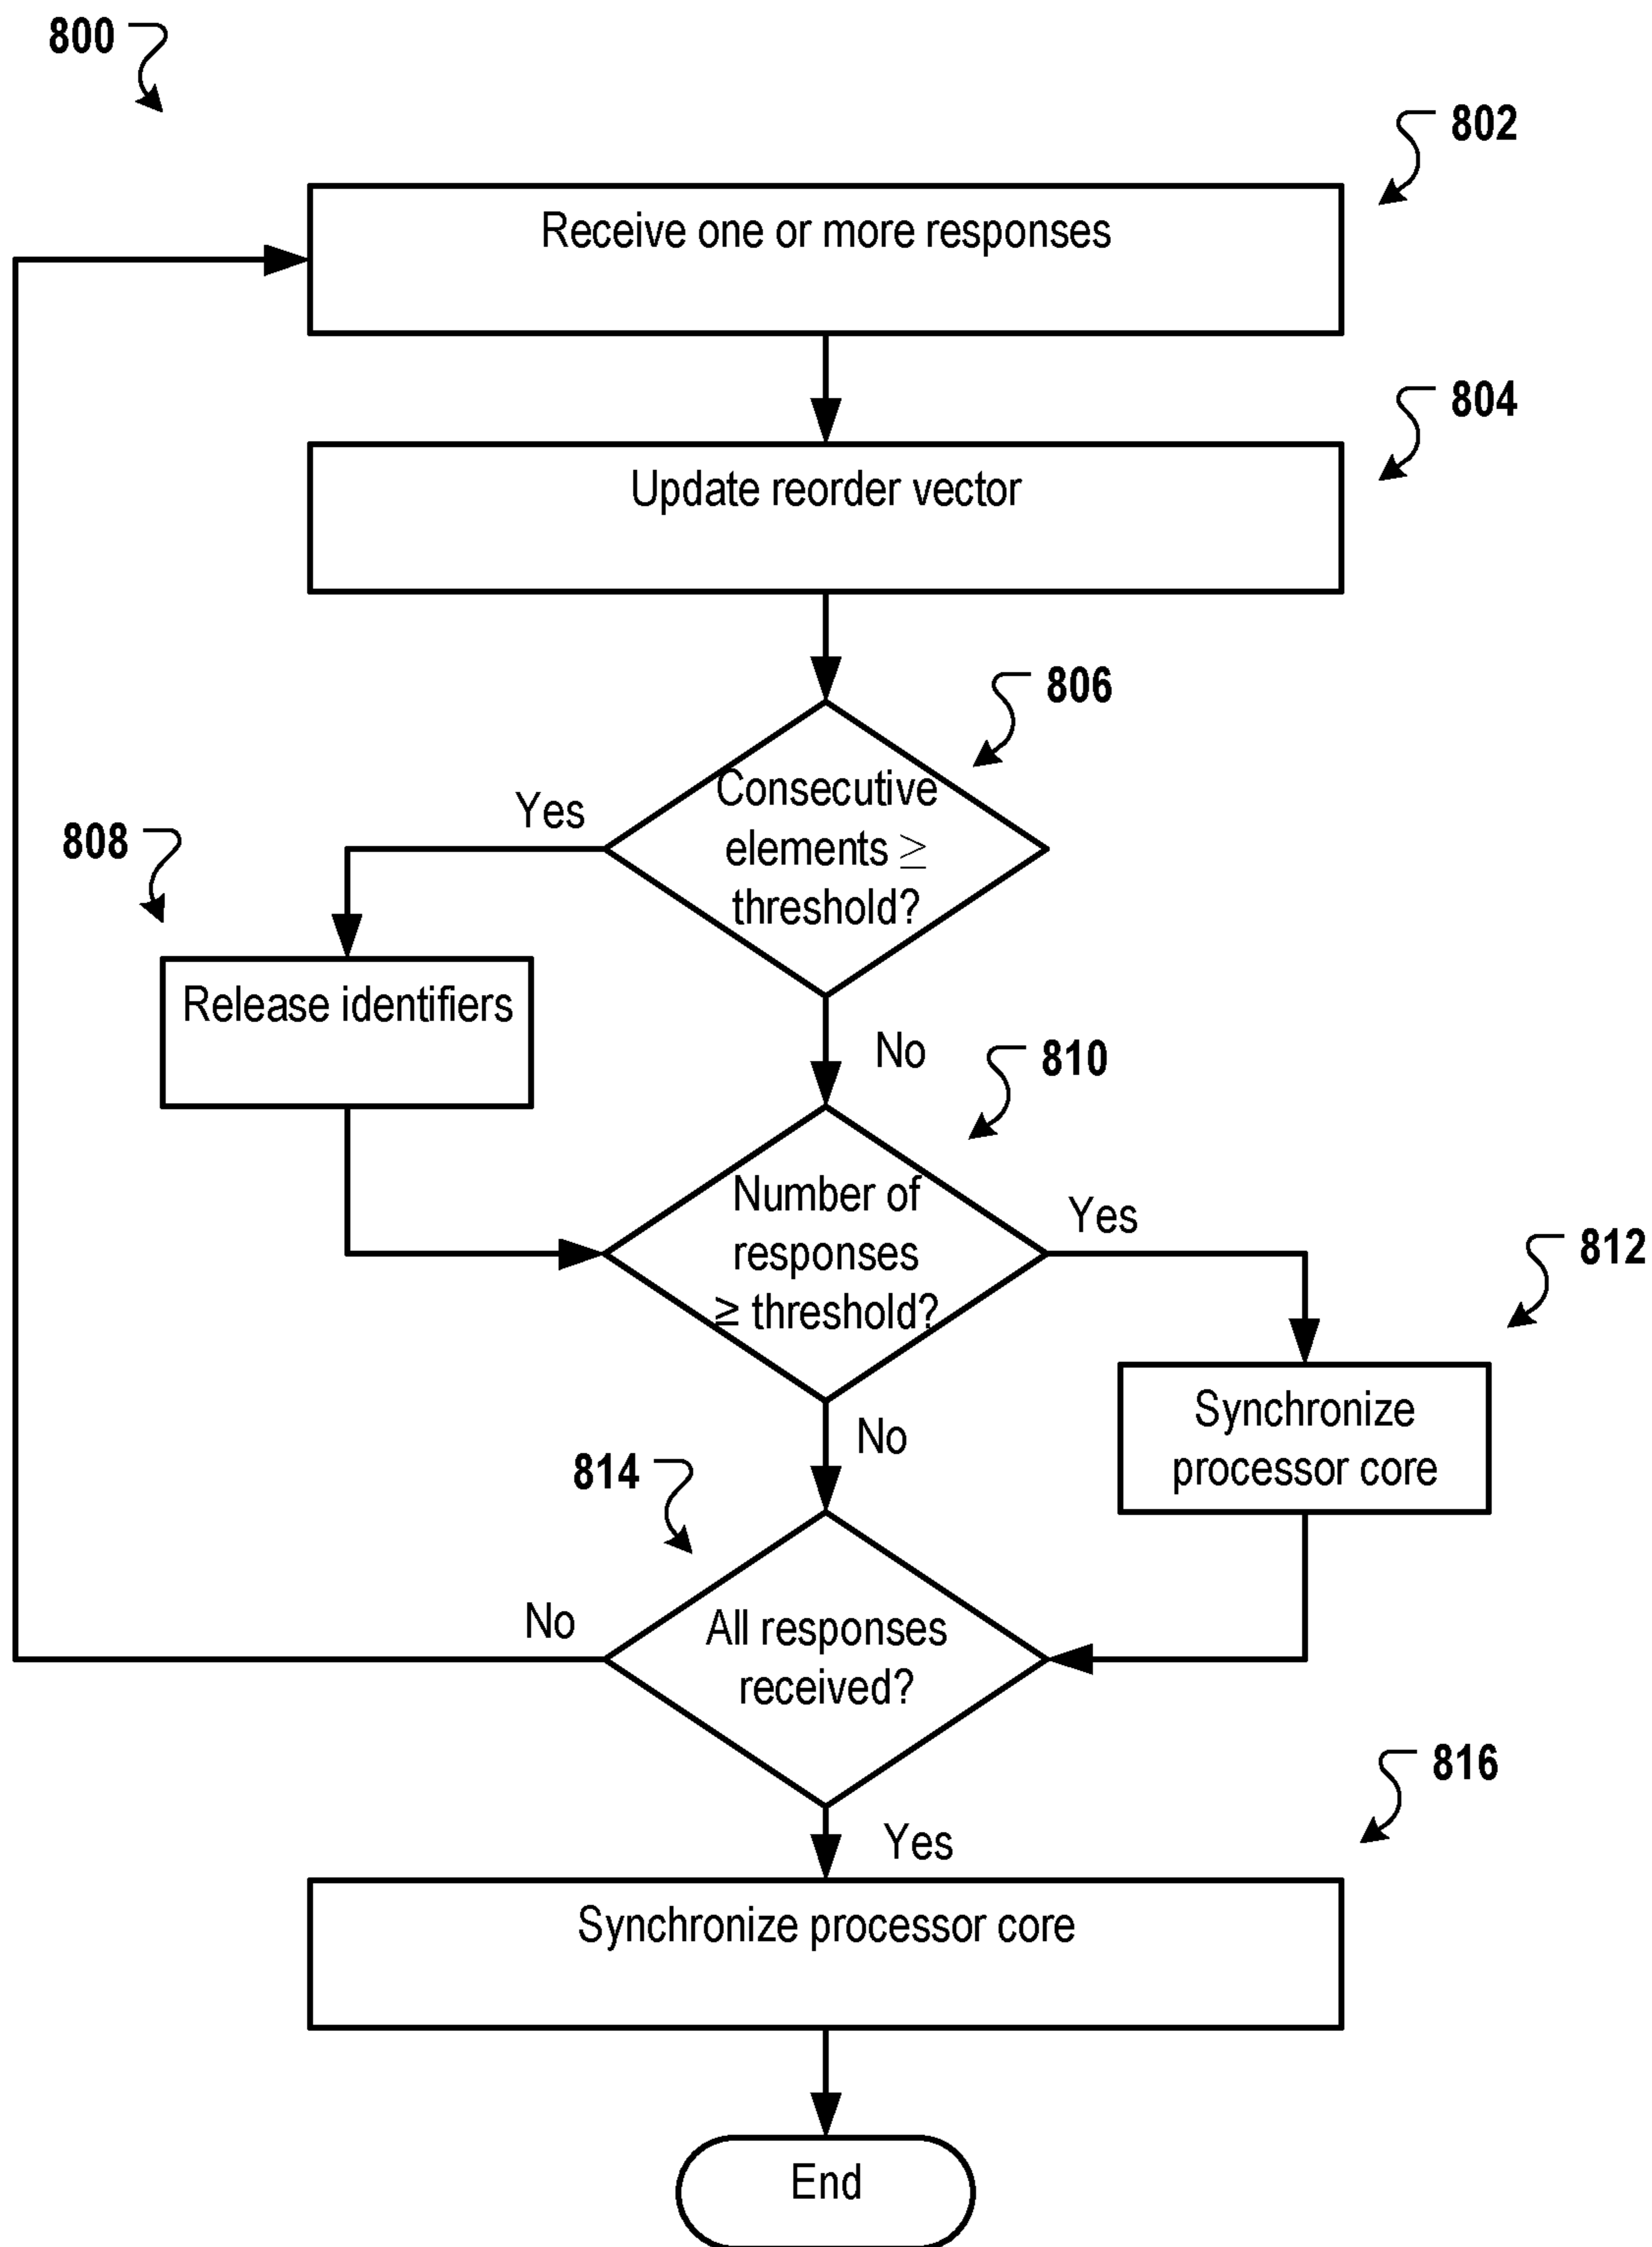 800
802
Receive one or more responses
804
Update reorder vector
806
Consecutive
elements ≥
threshold?
Yes
808
Release identifiers
No
810
Number of
responses
≥ threshold?
Yes
812
Synchronize
processor core
No
814
All responses
received?
No
816
Yes
Synchronize processor core
End